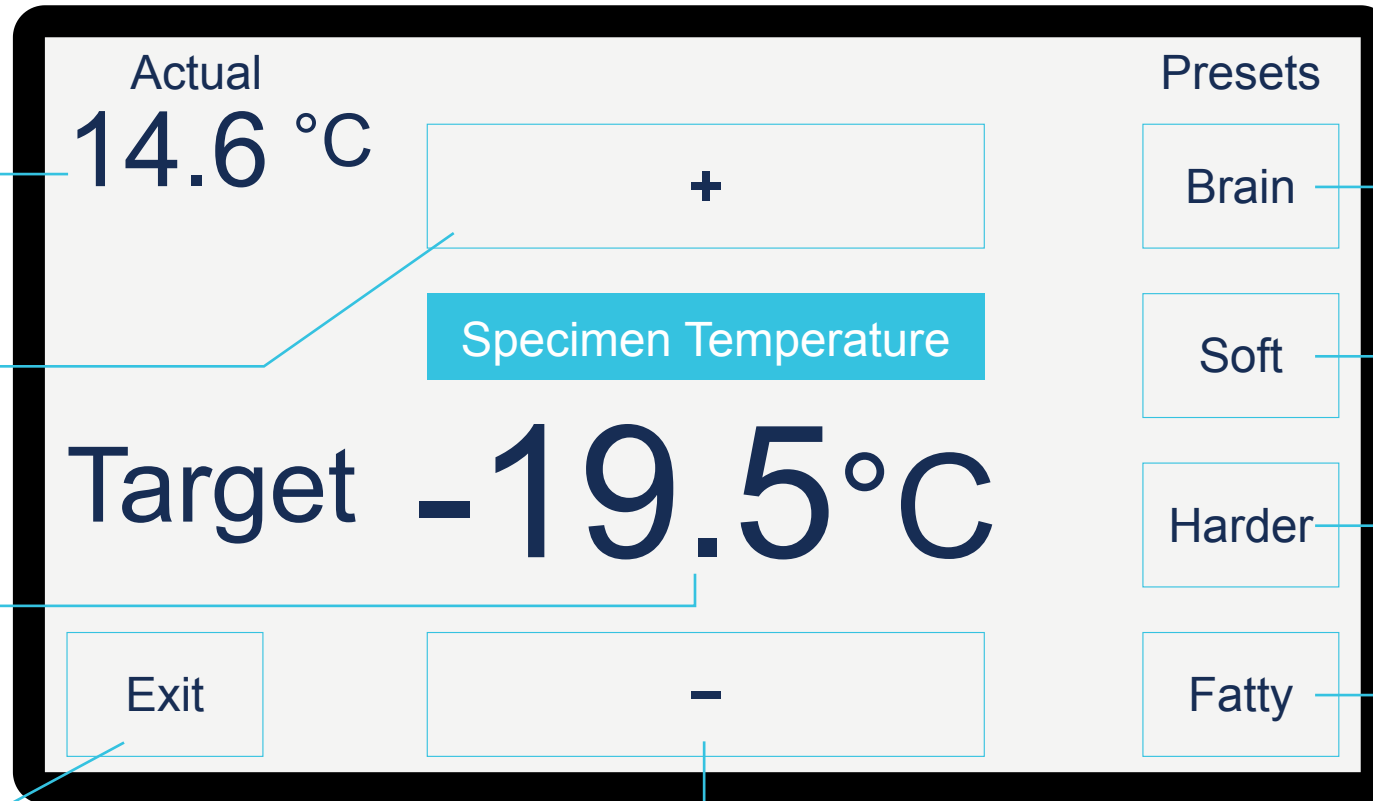 Actual
14.6 °C
+
Specimen Temperature
Target -19.5°C
-
Exit
Presets
Brain
Soft
Harder
Fatty